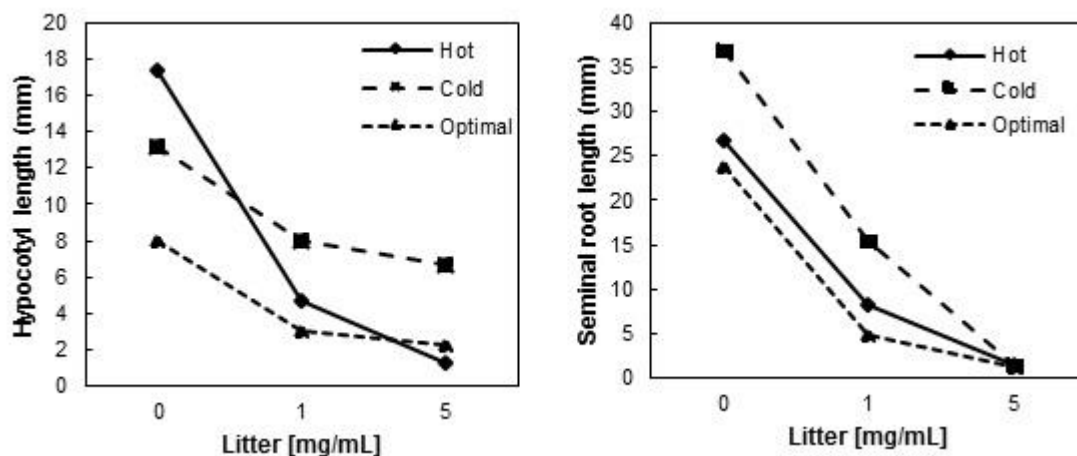 Hypocotyl length (mm)
20
18
16
14
12
10
8
6
4
2
0
Hot
Cold
Optimal
0 1 5
Litter [mg/mL]
Seminal root length (mm)
40
35
30
25
20
15
10
5
0
Hot
Cold
Optimal
0 1 5
Litter [mg/mL]